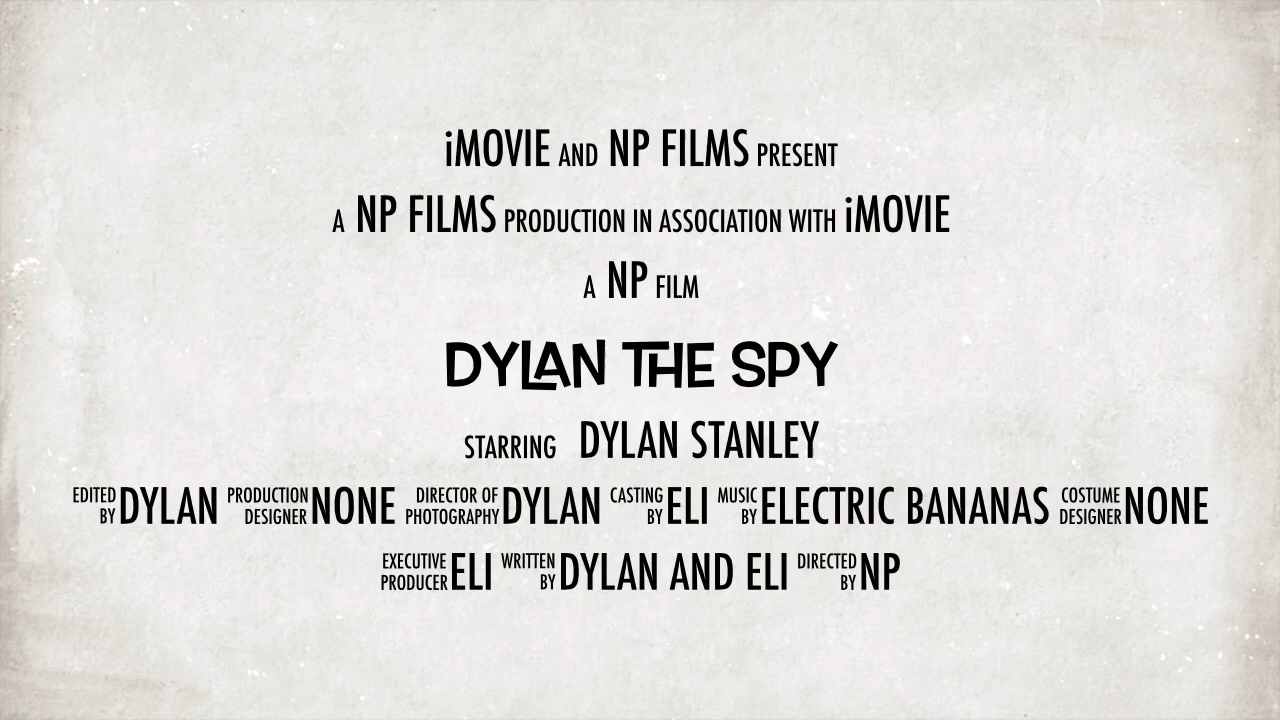 iMOVIE AND NP FILMS PRESENT
A NP FILMS PRODUCTION IN ASSOCIATION WITH iMOVIE
A NP FILM
DYLAN THE SPY
STARRING DYLAN STANLEY
EDITED BY DYLAN PRODUCTION DESIGNER NONE DIRECTOR OF PHOTOGRAPHY DYLAN CASTING BY ELI MUSIC BY ELECTRIC BANANAS COSTUME DESIGNER NONE
EXECUTIVE PRODUCER ELI WRITTEN BY DYLAN AND ELI DIRECTED BY NP